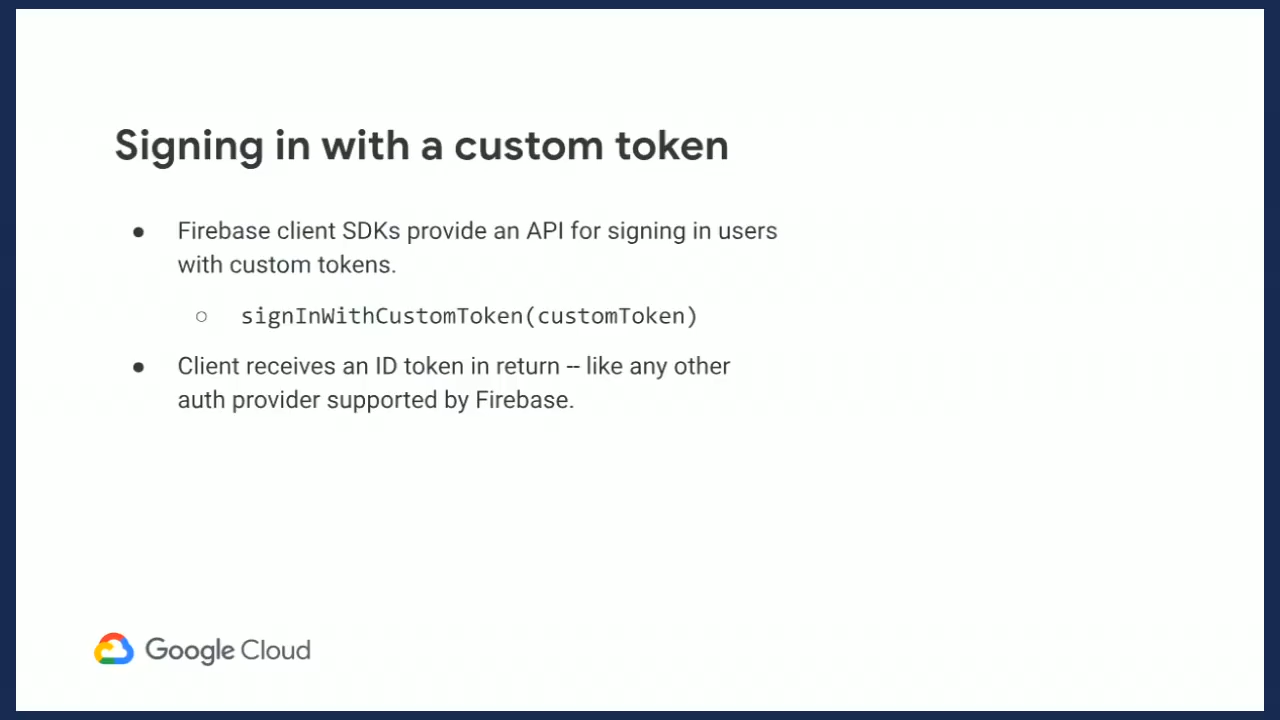 Signing in with a custom token
● Firebase client SDKs provide an API for signing in users
with custom tokens.
○ signInWithCustomToken(customToken)
● Client receives an ID token in return -- like any other
auth provider supported by Firebase.
Google Cloud